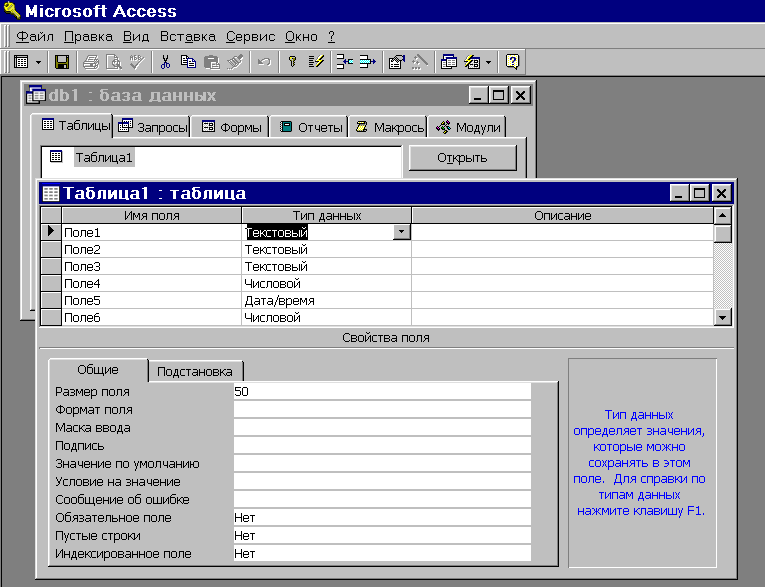 Microsoft Access
Файл Правка Вид Вставка Сервис Окно ?
db1 : база данных
Таблицы Запросы Формы Отчеты Макросы Модули
Таблица1 Открыть
Таблица1 : таблица
Имя поля Тип данных Описание
Поле1 Текстовый
Поле2 Текстовый
Поле3 Текстовый
Поле4 Числовой
Поле5 Дата/время
Поле6 Числовой
Свойства поля
Общие Подстановка
Размер поля 50
Формат поля
Маска ввода
Подпись
Значение по умолчанию
Условие на значение
Сообщение об ошибке
Обязательное поле Нет
Пустые строки Нет
Индексированное поле Нет
Тип данных
определяет значения,
которые можно
сохранять в этом
поле. Для справки по
типам данных
нажмите клавишу F1.